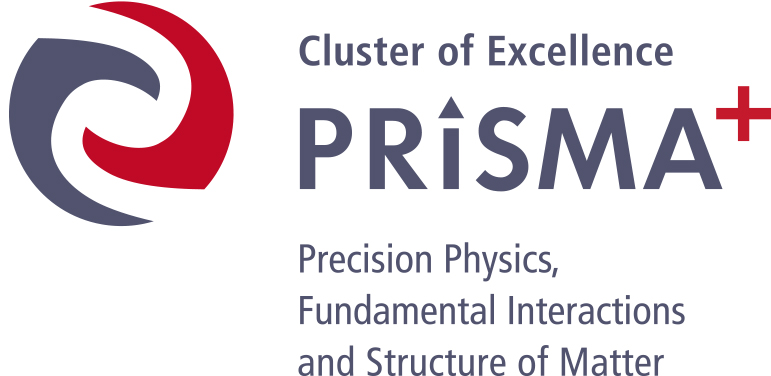 Cluster of Excellence
PRiSMA+
Precision Physics,
Fundamental Interactions
and Structure of Matter